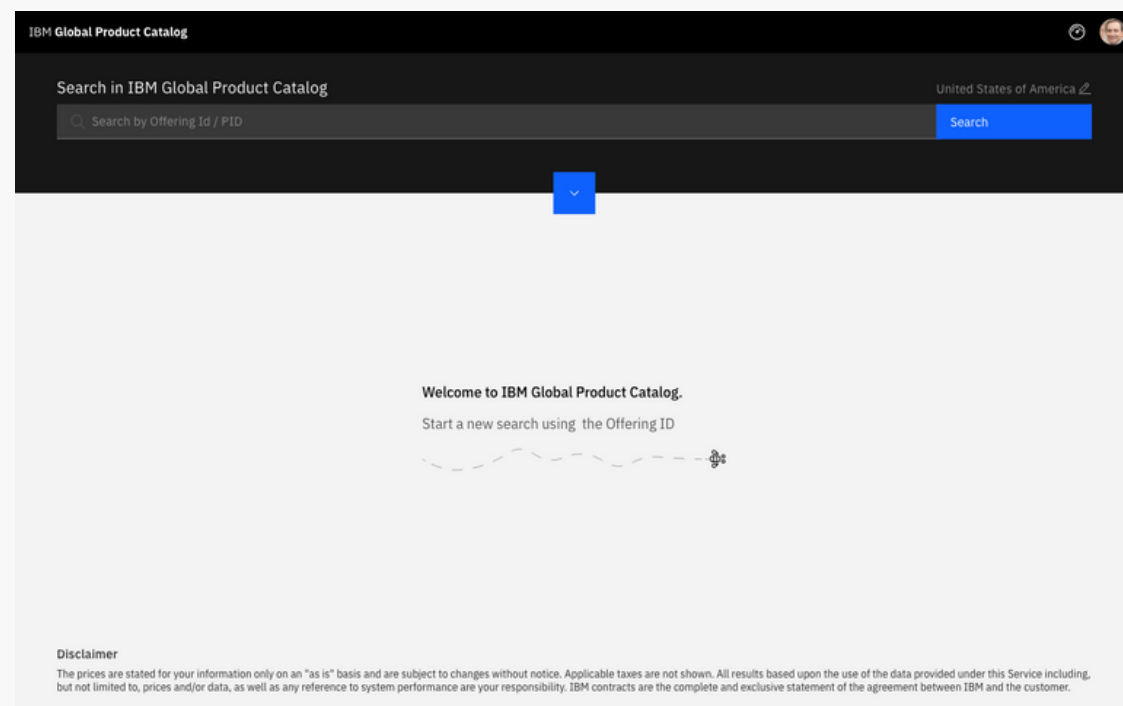 IBM Global Product Catalog
Search in IBM Global Product Catalog
United States of America
Search by Offering Id / PID
Search
Welcome to IBM Global Product Catalog.
Start a new search using the Offering ID
Disclaimer
The prices are stated for your information only on an "as is" basis and are subject to changes without notice. Applicable taxes are not shown. All results based upon the use of the data provided under this Service including,
but not limited to, prices and/or data, as well as any reference to system performance are your responsibility. IBM contracts are the complete and exclusive statement of the agreement between IBM and the customer.